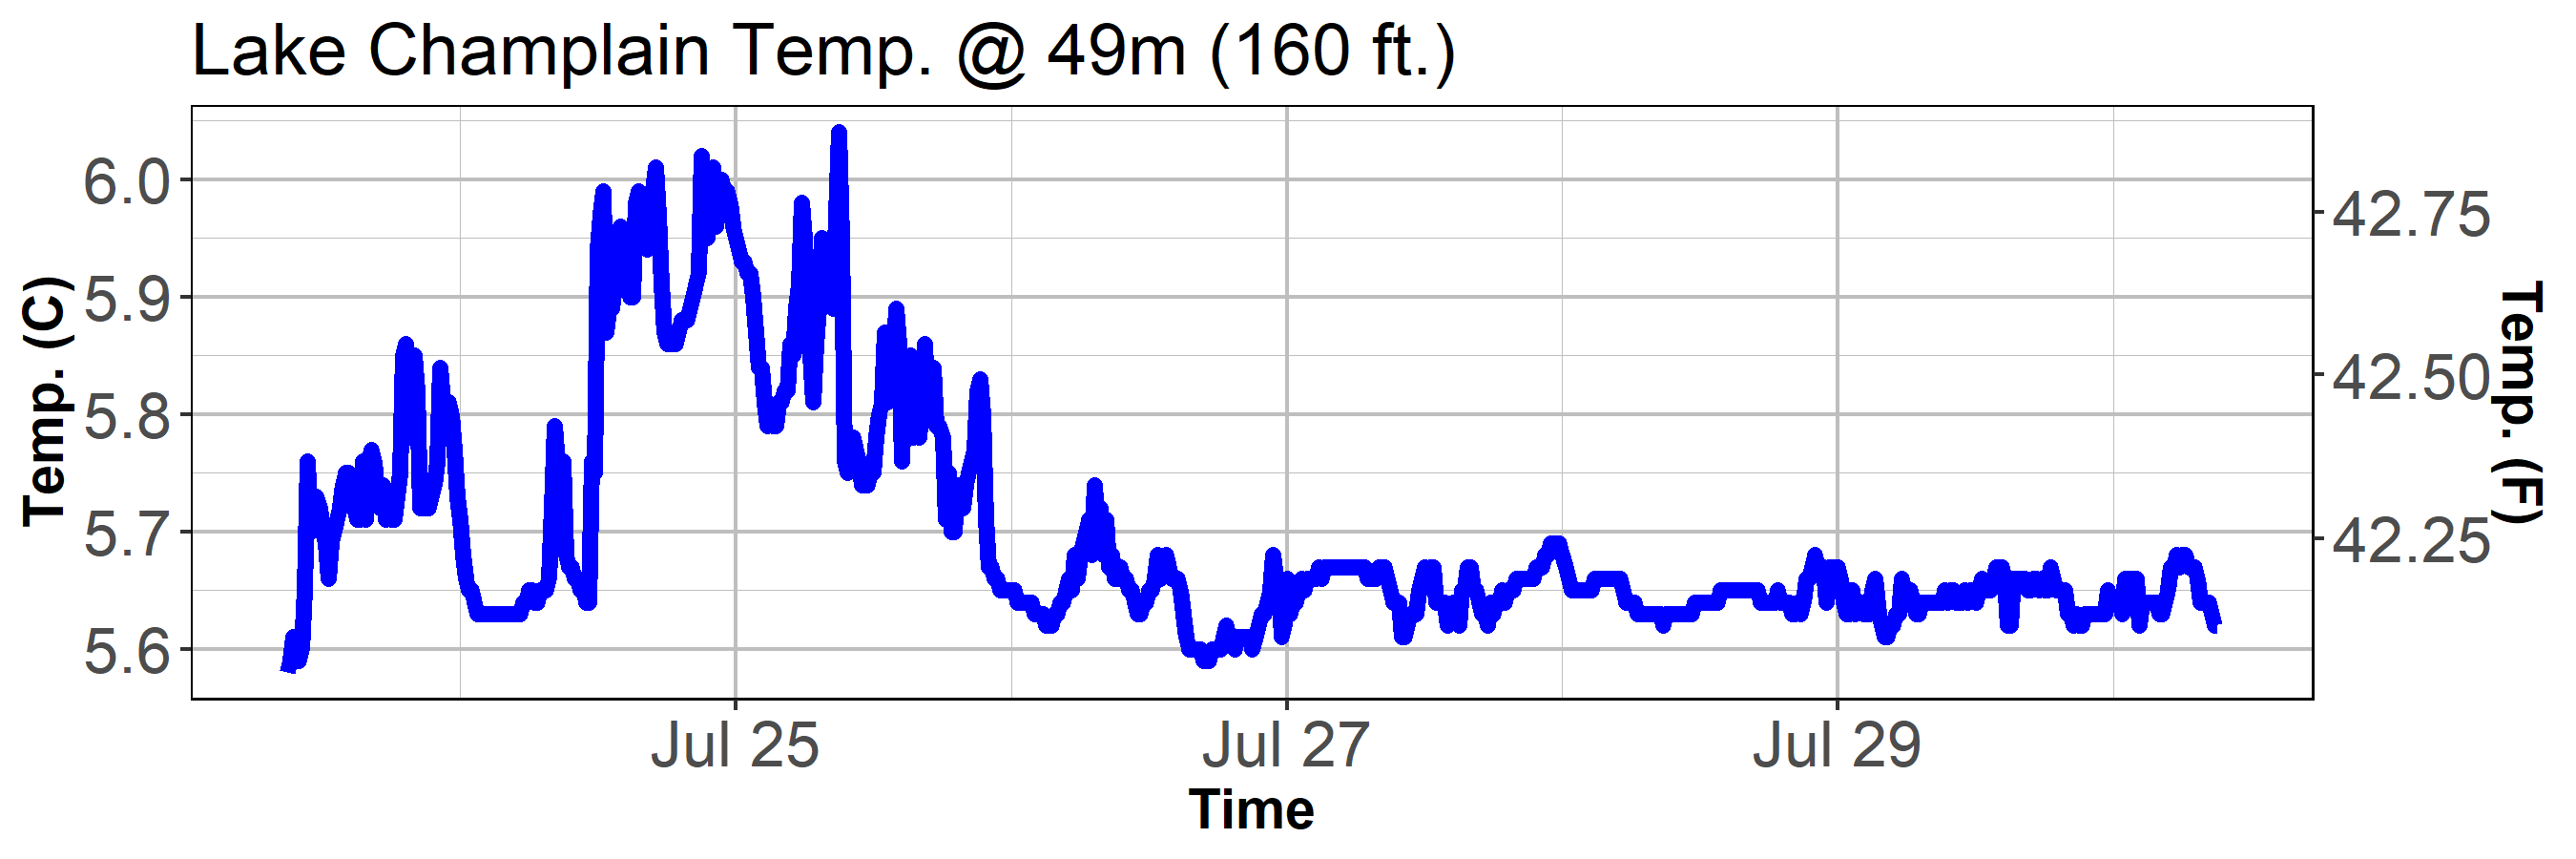 Lake Champlain Temp. @ 49m (160 ft.)
Temp. (C)
6.0
5.9
5.8
5.7
5.6
42.75
42.50
42.25
Temp. (F)
Jul 25 Jul 27 Jul 29
Time